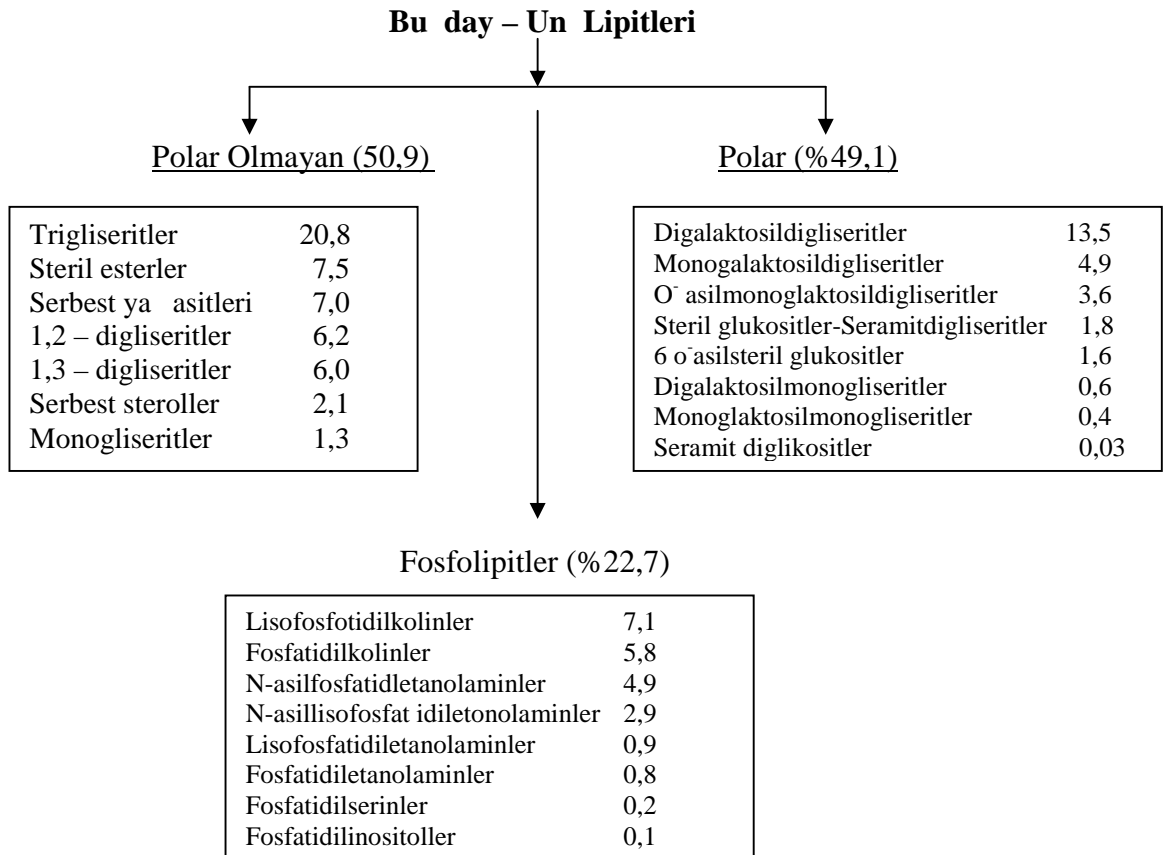 Bu day – Un Lipitleri
Polar Olmayan (50,9)
Trigliseritler 20,8
Steril esterler 7,5
Serbest ya asitleri 7,0
1,2 – digliseritler 6,2
1,3 – digliseritler 6,0
Serbest steroller 2,1
Monogliseritler 1,3
Polar (%49,1)
Digalaktosildigliseritler 13,5
Monogalaktosildigliseritler 4,9
O⁻ asilmonoglaktosildigliseritler 3,6
Steril glukositler-Seramitdigliseritler 1,8
6 o⁻asilsteril glukositler 1,6
Digalaktosilmonogliseritler 0,6
Monoglaktosilmonogliseritler 0,4
Seramit diglikositler 0,03
Fosfolipitler (%22,7)
Lisofosfotidilkolinler 7,1
Fosfatidilkolinler 5,8
N-asilfosfatidletanolaminler 4,9
N-asillisofosfat idiletonolaminler 2,9
Lisofosfatidiletanolaminler 0,9
Fosfatidiletanolaminler 0,8
Fosfatidilserinler 0,2
Fosfatidilinositoller 0,1